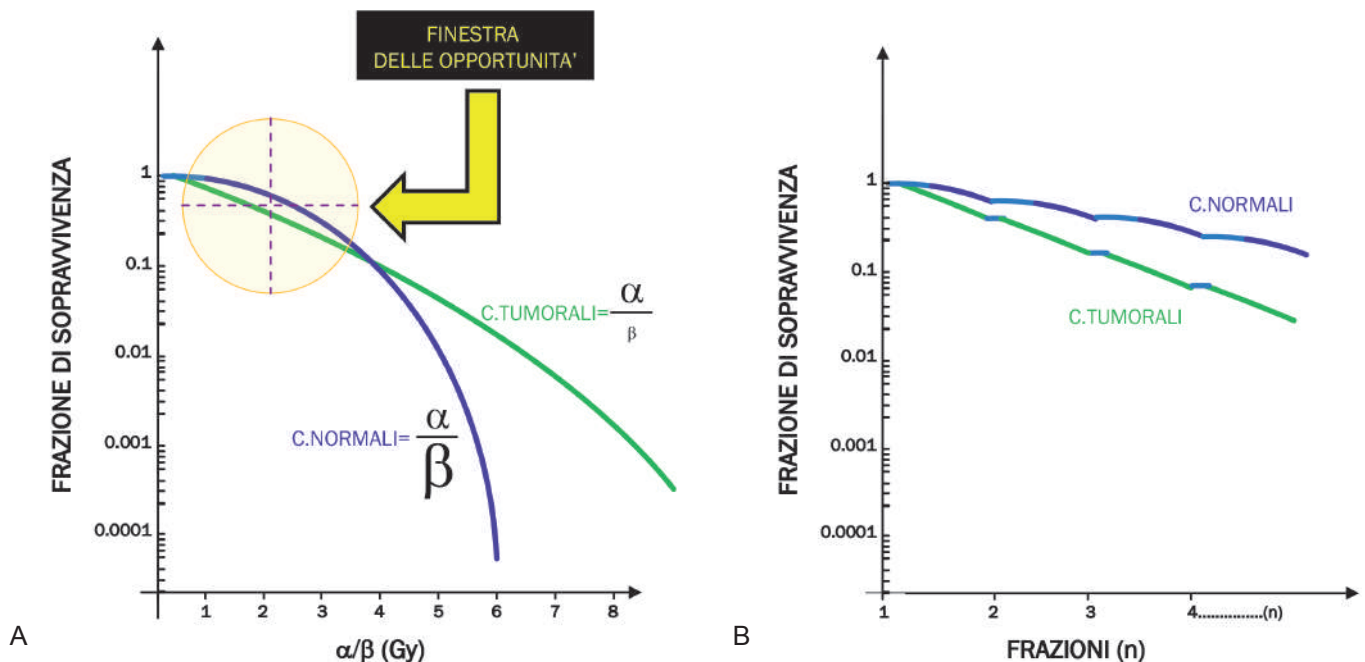 FINESTRA
DELLE OPPORTUNITA'
FRAZIONE DI SOPRAVVIVENZA
1
0.1
0.01
0.001
0.0001
C.TUMORALI= α/β
C.NORMALI= α/β
1 2 3 4 5 6 7 8
α/β (Gy)
A
FRAZIONE DI SOPRAVVIVENZA
1
0.1
0.01
0.001
0.0001
C.NORMALI
C.TUMORALI
1 2 3 4...............(n)
FRAZIONI (n)
B